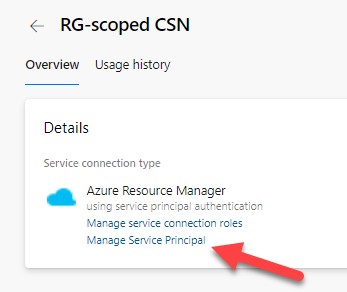 RG-scoped CSN
Overview Usage history
Details
Service connection type
Azure Resource Manager
using service principal authentication
Manage service connection roles
Manage Service Principal